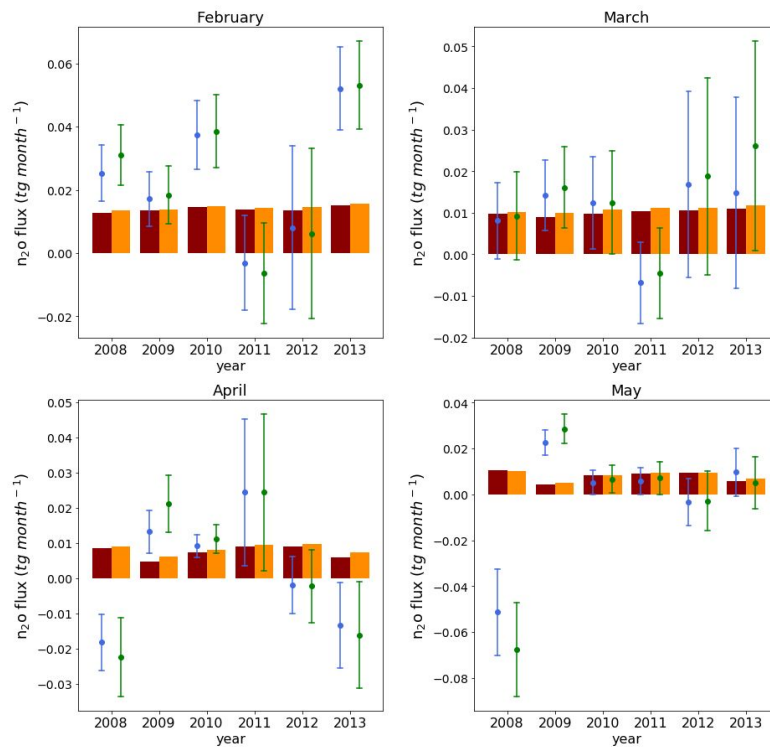 February
n₂o flux (tg month⁻¹)
0.06
0.04
0.02
0.00
−0.02
2008 2009 2010 2011 2012 2013
year
March
n₂o flux (tg month⁻¹)
0.05
0.04
0.03
0.02
0.01
0.00
−0.01
−0.02
2008 2009 2010 2011 2012 2013
year
April
n₂o flux (tg month⁻¹)
0.05
0.04
0.03
0.02
0.01
0.00
−0.01
−0.02
−0.03
2008 2009 2010 2011 2012 2013
year
May
n₂o flux (tg month⁻¹)
0.04
0.02
0.00
−0.02
−0.04
−0.06
−0.08
2008 2009 2010 2011 2012 2013
year